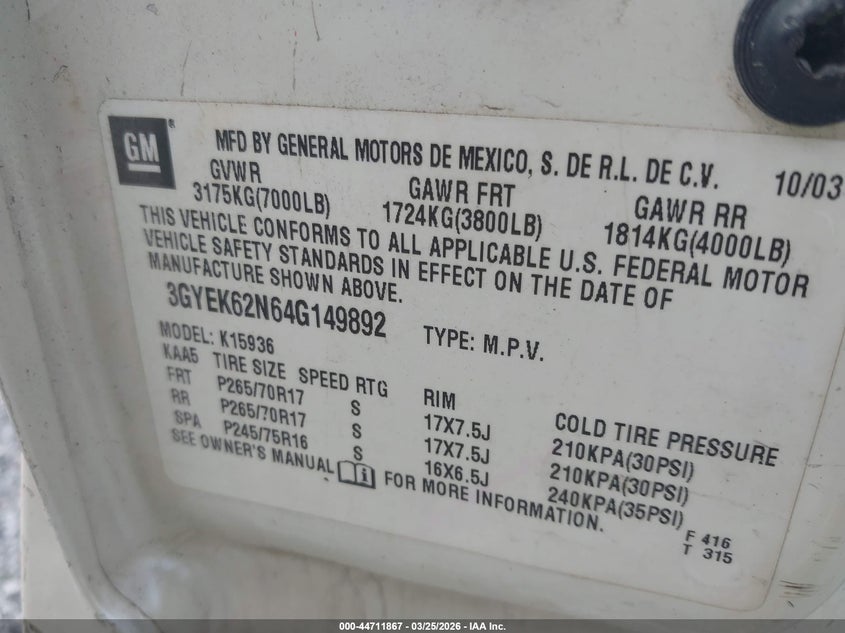 GM®
MFD BY GENERAL MOTORS DE MEXICO, S. DE R.L. DE C.V. 10/03
GVWR GAWR FRT GAWR RR
3175KG(7000LB) 1724KG(3800LB) 1814KG(4000LB)
THIS VEHICLE CONFORMS TO ALL APPLICABLE U.S. FEDERAL MOTOR
VEHICLE SAFETY STANDARDS IN EFFECT ON THE DATE OF
MANUFACTURE SHOWN ABOVE.
3GYEK62N64G149892 TYPE: M.P.V.
MODEL: K15936
KAA5 TIRE SIZE SPEED RTG RIM COLD TIRE PRESSURE
FRT P265/70R17 S 17X7.5J 210KPA(30PSI)
RR P265/70R17 S 17X7.5J 210KPA(30PSI)
SPA P245/75R16 S 16X6.5J 240KPA(35PSI)
SEE OWNER'S MANUAL FOR MORE INFORMATION.
F 416
T 315
000-44711867 - 03/25/2026 - IAA Inc.